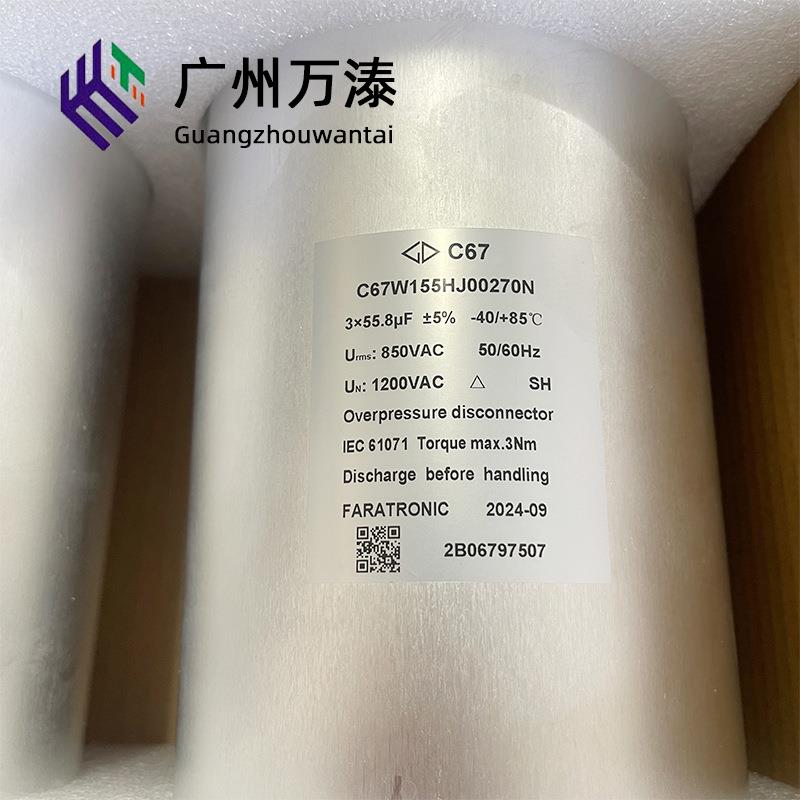 广州万溙
Guangzhouwantai
C67
C67W155HJ00270N
3×55.8μF ±5% -40/+85℃
Urms: 850VAC 50/60Hz
UN: 1200VAC △ SH
Overpressure disconnector
IEC 61071 Torque max.3Nm
Discharge before handling
FARATRONIC 2024-09
2B06797507